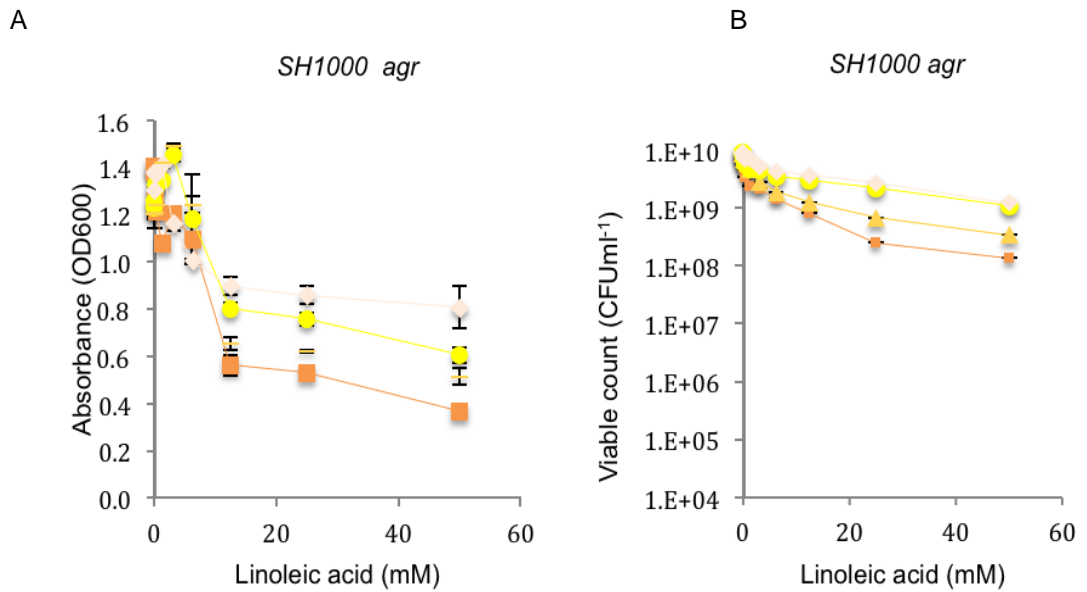 A
B
SH1000 agr
SH1000 agr
Absorbance (OD600)
1.6
1.4
1.2
1.0
0.8
0.6
0.4
0.2
0.0
0
20
40
60
Linoleic acid (mM)
Viable count (CFUml-1)
1.E+10
1.E+09
1.E+08
1.E+07
1.E+06
1.E+05
1.E+04
0
20
40
60
Linoleic acid (mM)